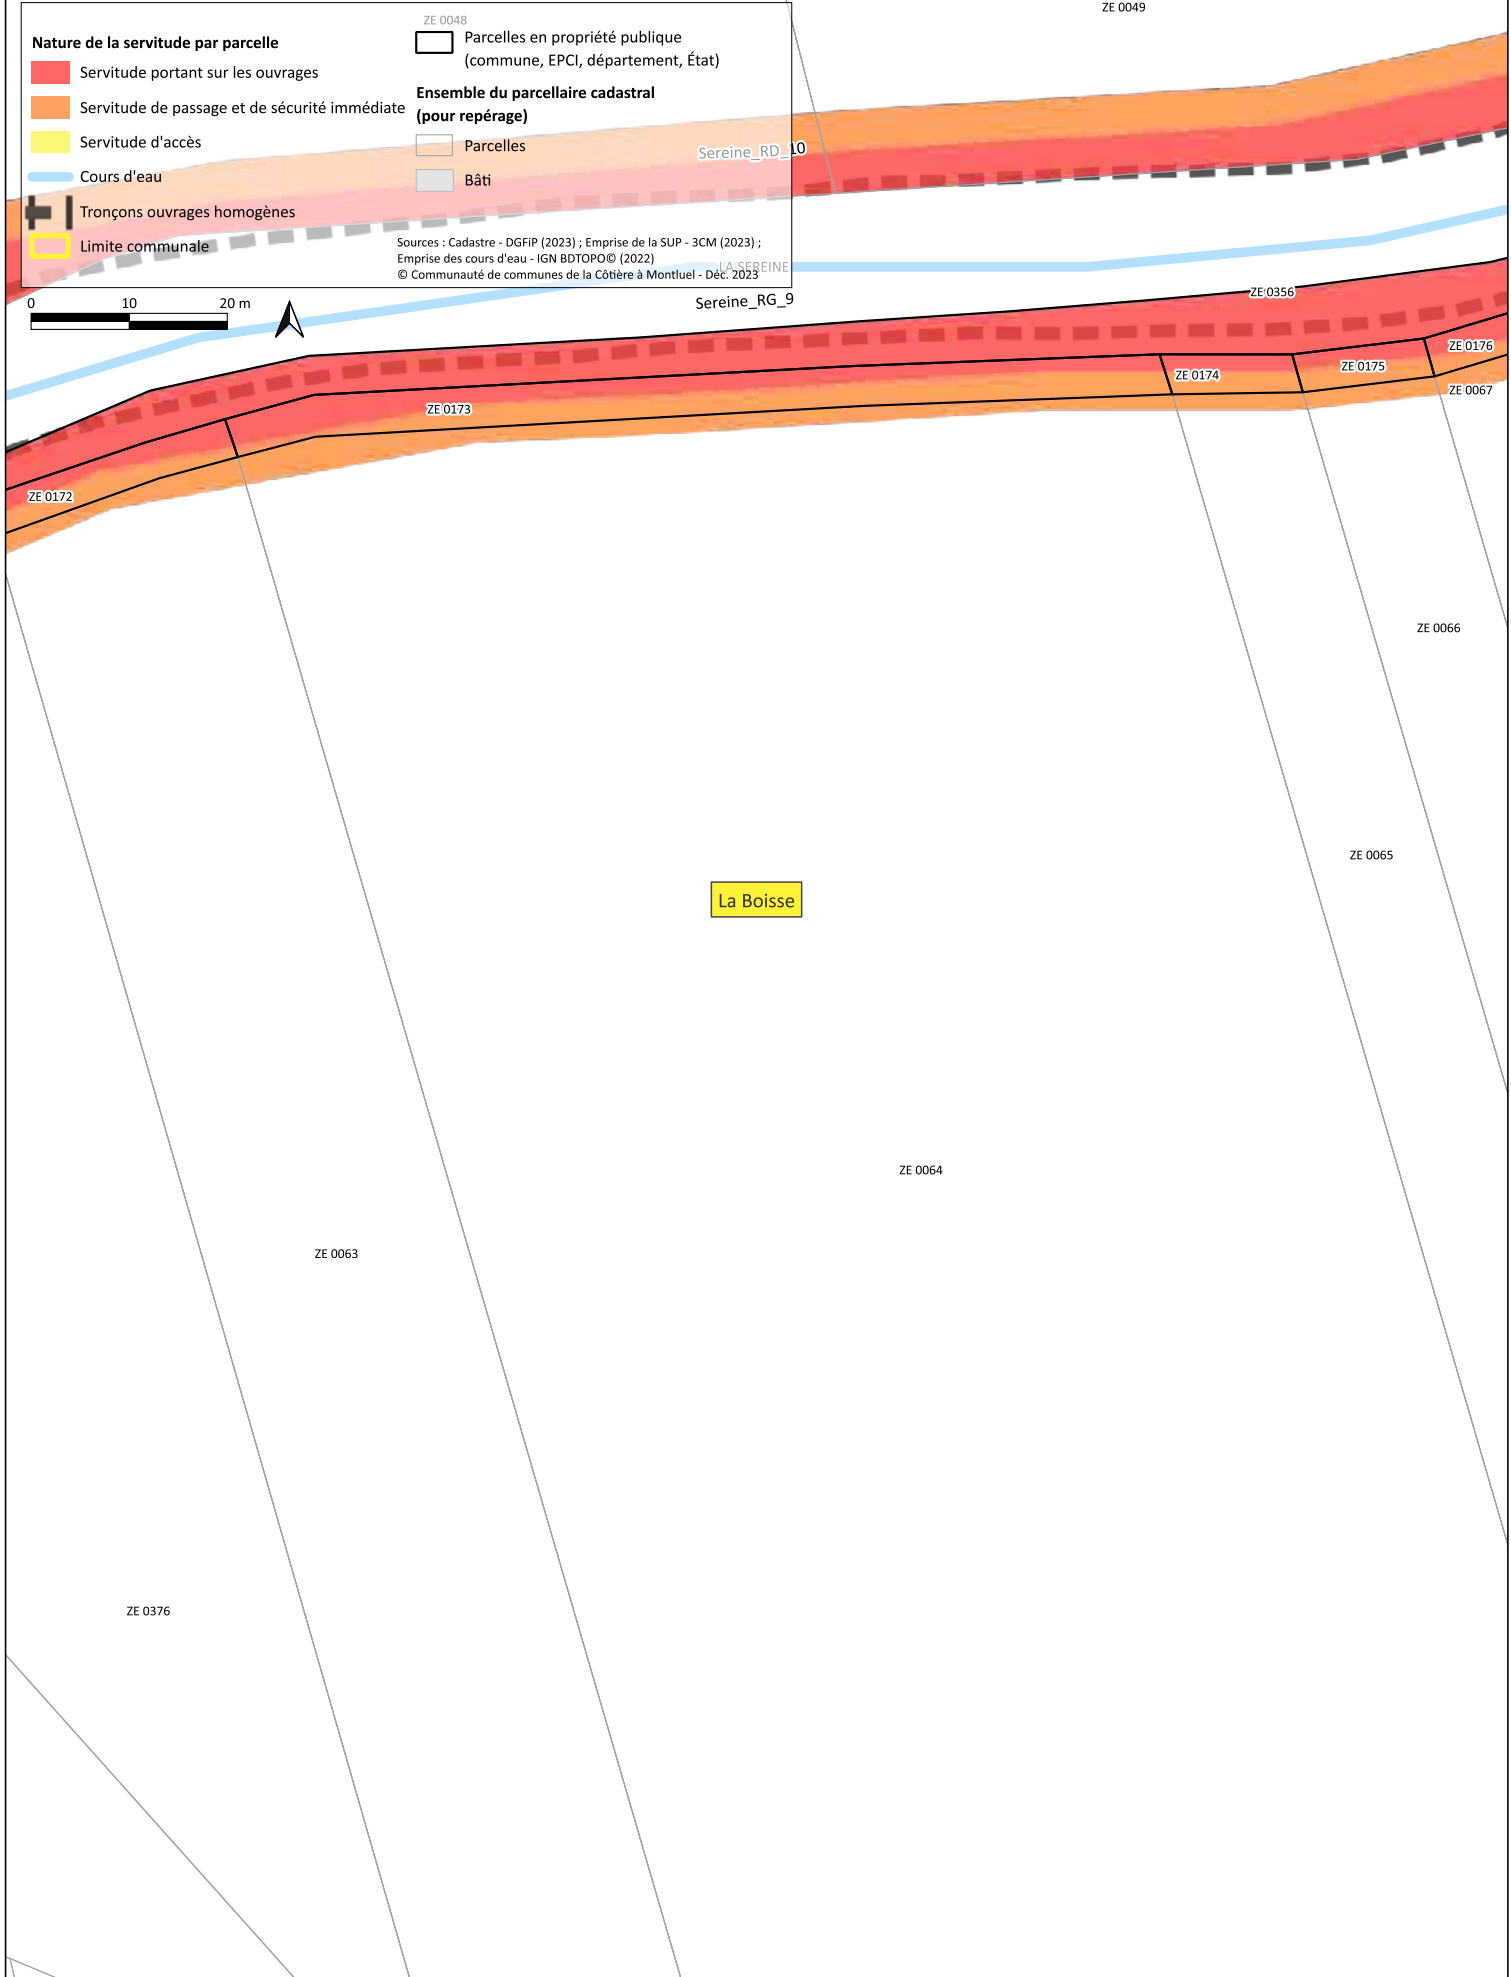 ZE 0049
ZE 0048
Nature de la servitude par parcelle
Servitude portant sur les ouvrages
Servitude de passage et de sécurité immédiate
Servitude d'accès
Cours d'eau
Tronçons ouvrages homogènes
Limite communale
Parcelles en propriété publique
(commune, EPCI, département, État)
Ensemble du parcellaire cadastral
(pour repérage)
Parcelles
Bâti
Sources : Cadastre - DGFiP (2023) ; Emprise de la SUP - 3CM (2023) ;
Emprise des cours d'eau - IGN BDTOPO© (2022)
© Communauté de communes de la Côtière à Montluel - Déc. 2023
Sereine_RD_10
LA SEREINE
0 10 20 m
Sereine_RG_9
ZE 0356
ZE 0176
ZE 0175
ZE 0174
ZE 0067
ZE 0173
ZE 0172
ZE 0066
ZE 0065
La Boisse
ZE 0064
ZE 0063
ZE 0376